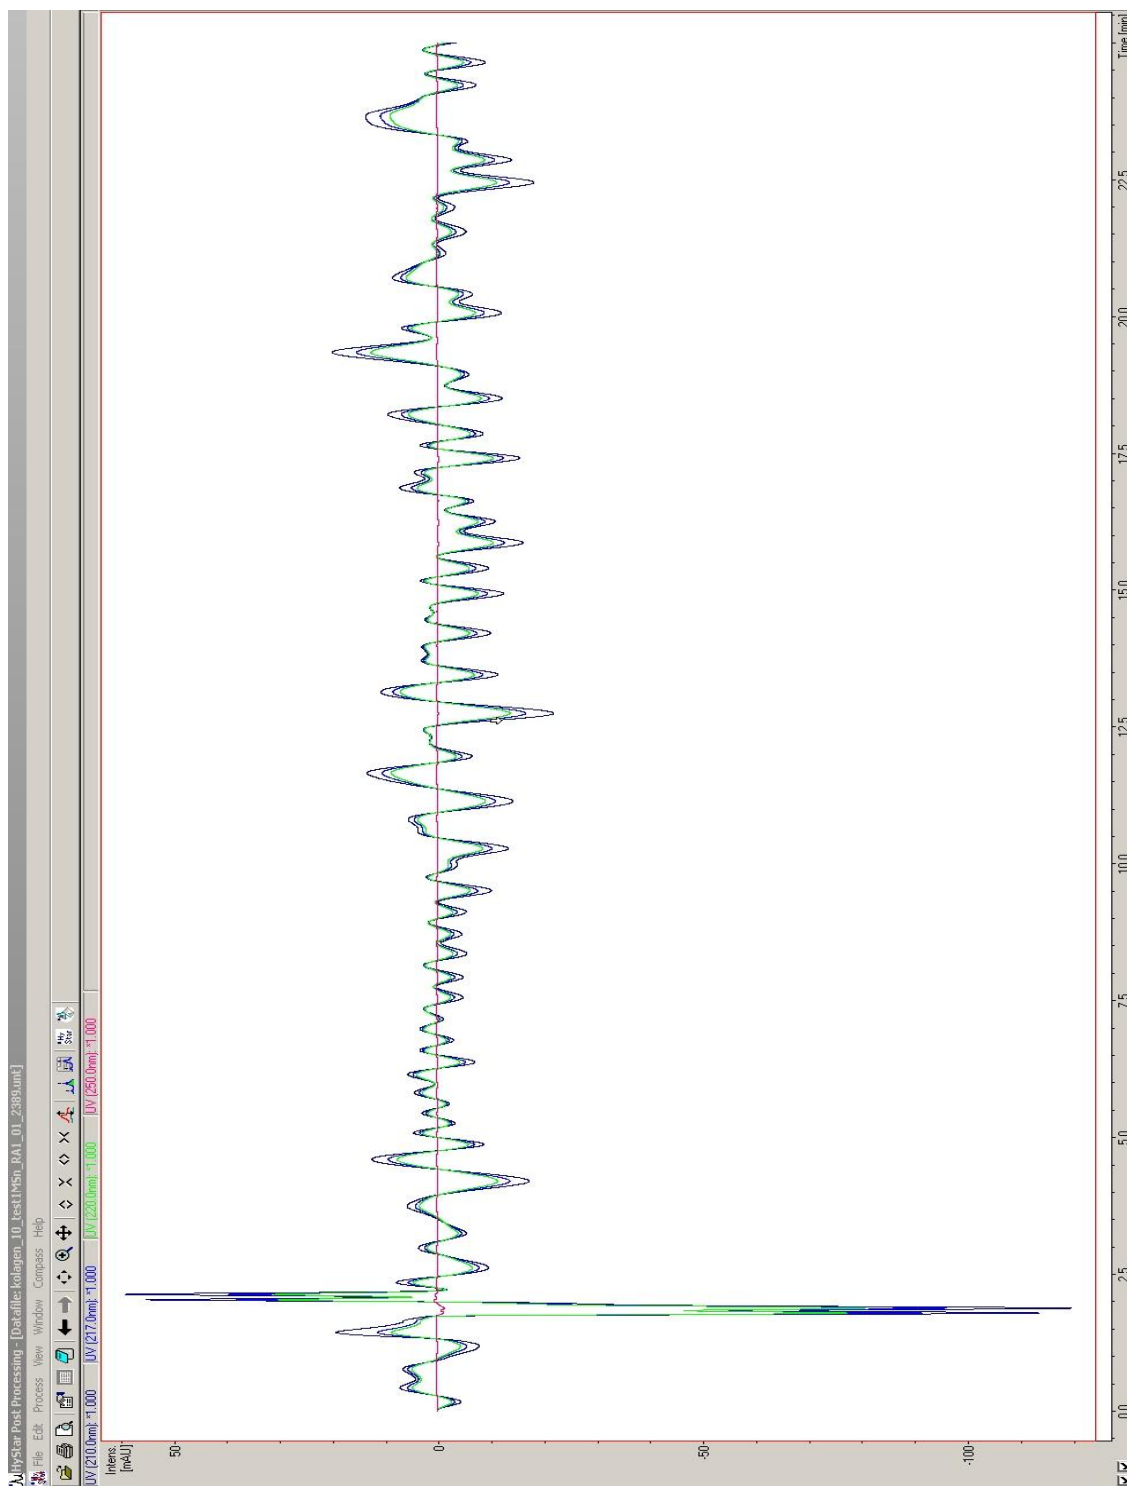 HyStar Post Processing - [Datafile: kolagen_10_test1MSn_RA1_01_2389.unt]
File Edit Process View Window Compass Help
UV (210.0nm): *1.000 UV (217.0nm): *1.000 UV (220.0nm): *1.000 UV (250.0nm): *1.000
Intens.
[mAU]
50
0
-50
-100
0.0 2.5 5.0 7.5 10.0 12.5 15.0 17.5 20.0 22.5 Time [min]